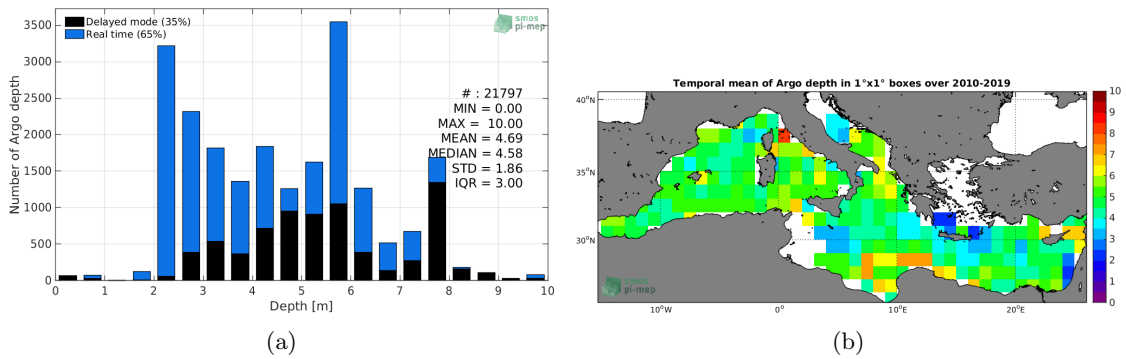 3500
3000
2500
2000
1500
1000
500
0
Number of Argo depth
Delayed mode (35%)
Real time (65%)
smos
pi-mep
# : 21797
MIN = 0.00
MAX = 10.00
MEAN = 4.69
MEDIAN = 4.58
STD = 1.86
IQR = 3.00
0 1 2 3 4 5 6 7 8 9 10
Depth [m]
(a)
Temporal mean of Argo depth in 1°x1° boxes over 2010-2019
40°N
35°N
30°N
smos
pi-mep
10°W 0° 10°E 20°E
10
9
8
7
6
5
4
3
2
1
0
(b)